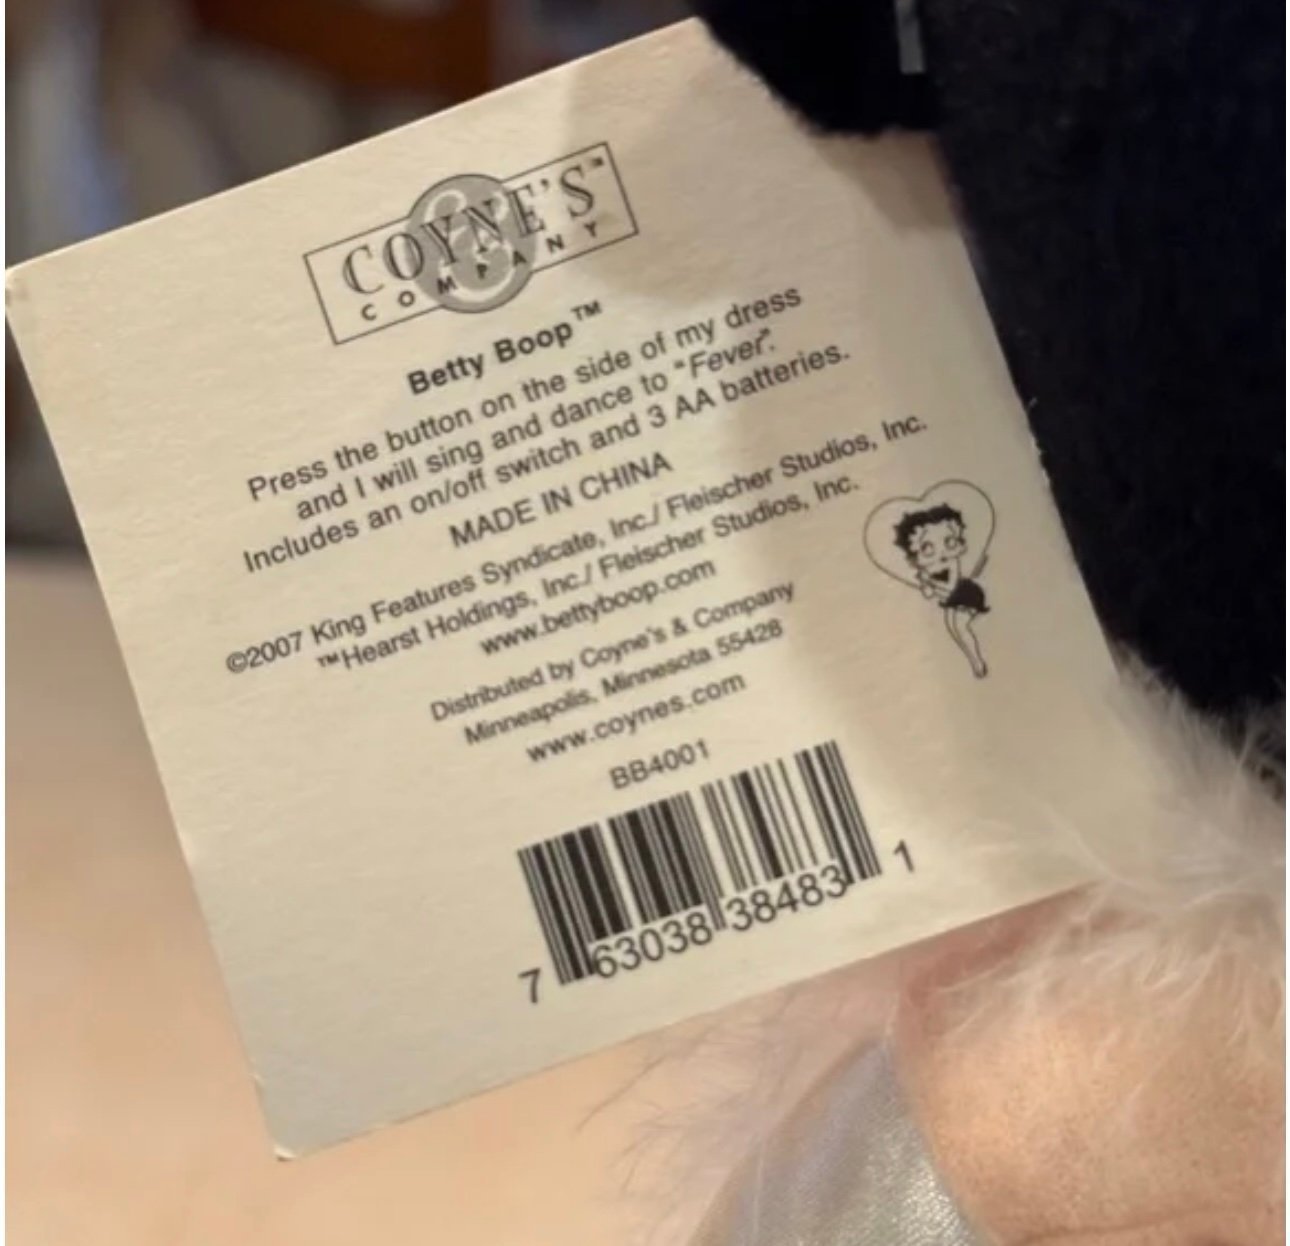 COYNE'S™
&
COMPANY
Betty Boop™
Press the button on the side of my dress
and I will sing and dance to "Fever".
Includes an on/off switch and 3 AA batteries.
MADE IN CHINA
©2007 King Features Syndicate, Inc./ Fleischer Studios, Inc.
™Hearst Holdings, Inc./ Fleischer Studios, Inc.
www.bettyboop.com
Distributed by Coyne's & Company
Minneapolis, Minnesota 55428
www.coynes.com
BB4001
7 63038 38483 1